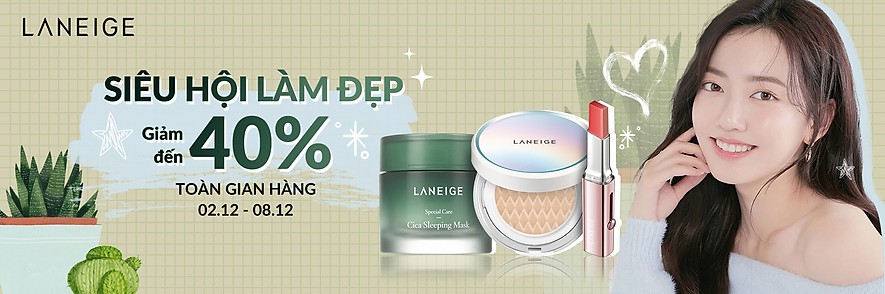 LANEIGE
SIÊU HỘI LÀM ĐẸP
Giảm
đến
40%
TOÀN GIAN HÀNG
02.12 - 08.12
LANEIGE
Special Care
Cica Sleeping Mask
LANEIGE